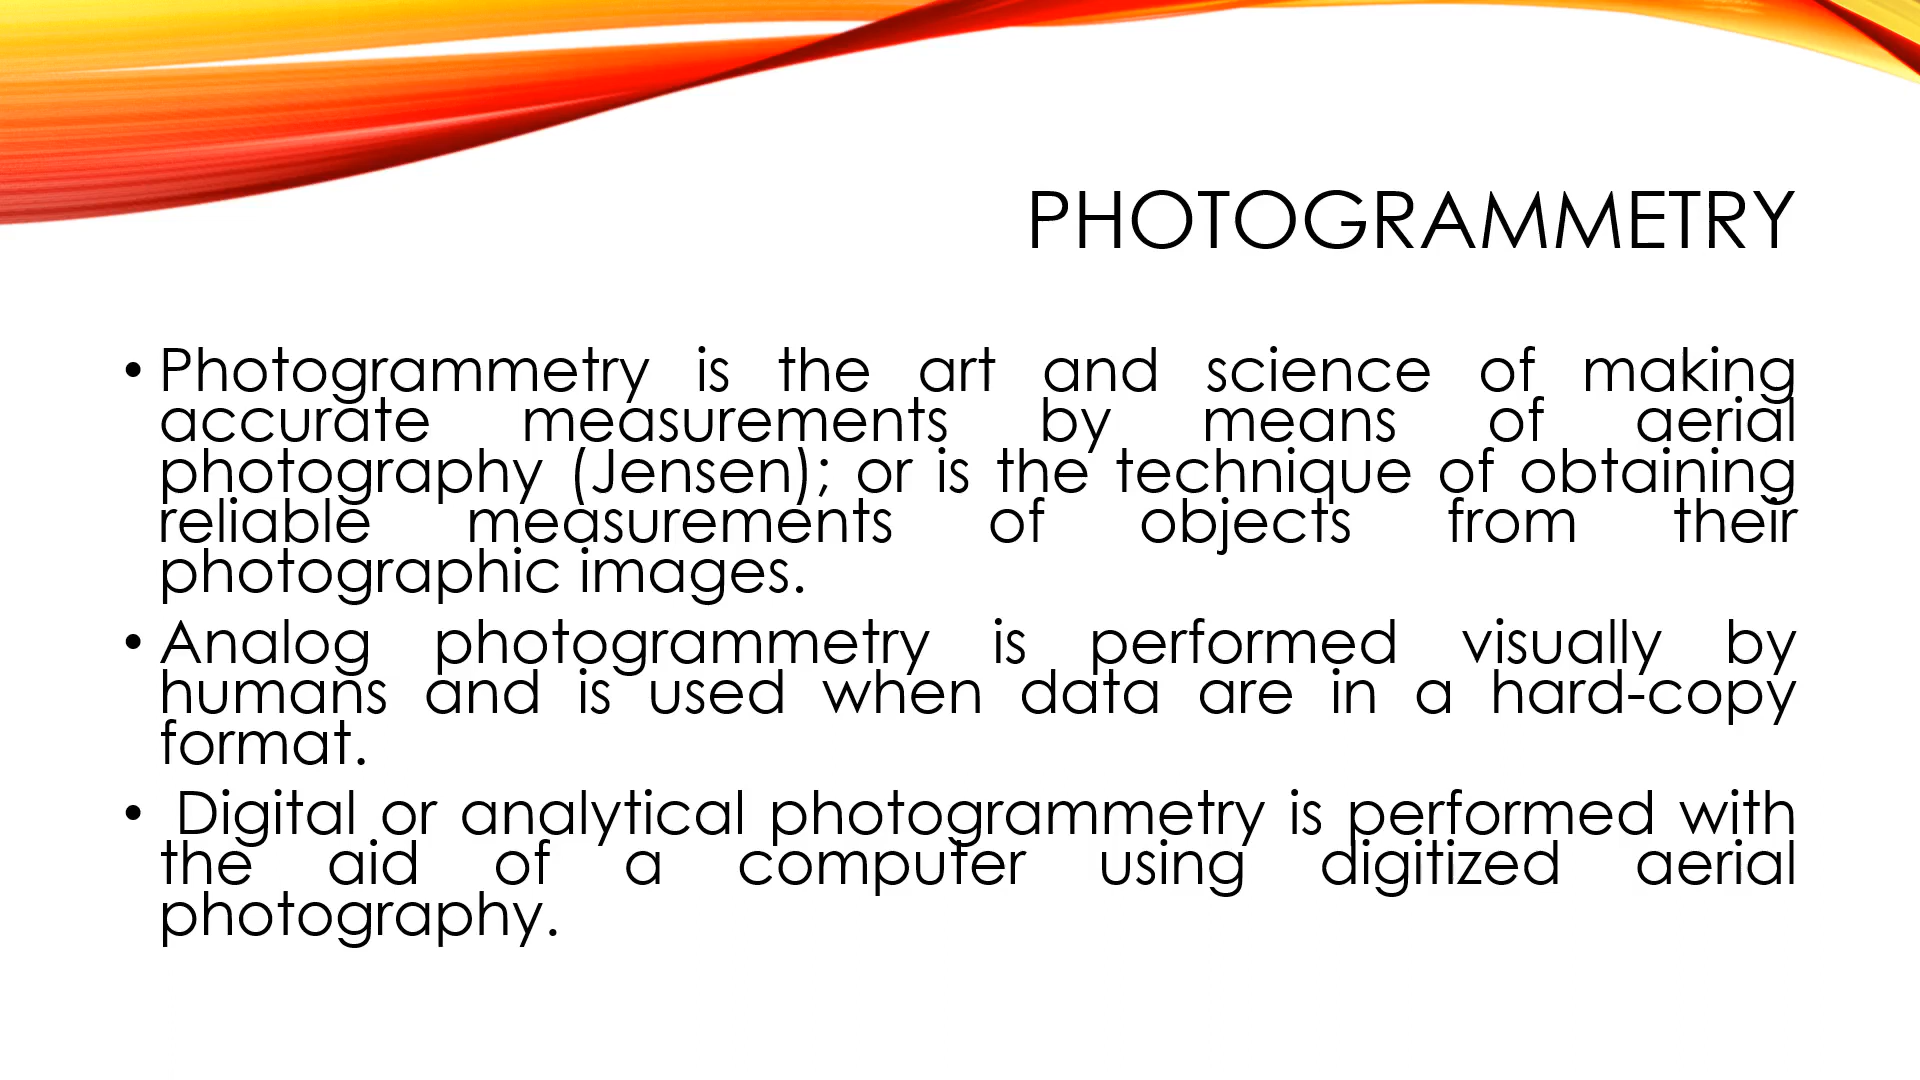 PHOTOGRAMMETRY
• Photogrammetry is the art and science of making
accurate measurements by means of aerial
photography (Jensen); or is the technique of obtaining
reliable measurements of objects from their
photographic images.
• Analog photogrammetry is performed visually by
humans and is used when data are in a hard-copy
format.
• Digital or analytical photogrammetry is performed with
the aid of a computer using digitized aerial
photography.